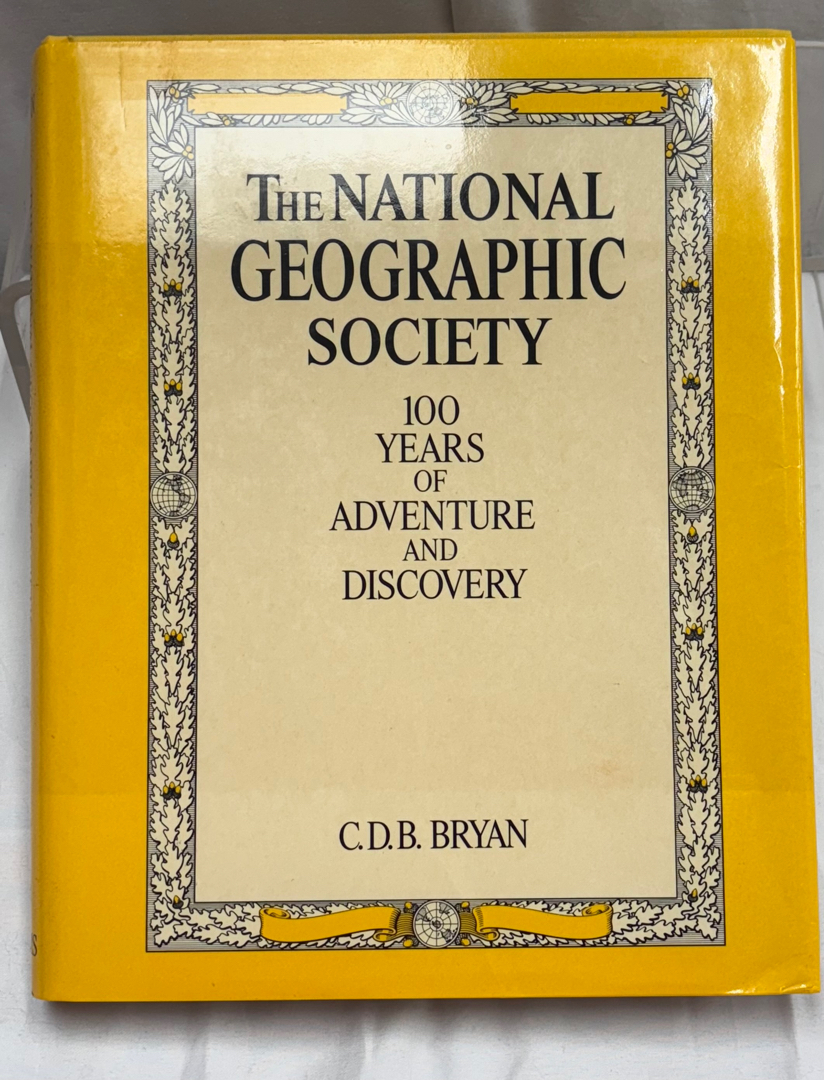 THE NATIONAL
GEOGRAPHIC
SOCIETY
100
YEARS
OF
ADVENTURE
AND
DISCOVERY
C.D.B. BRYAN